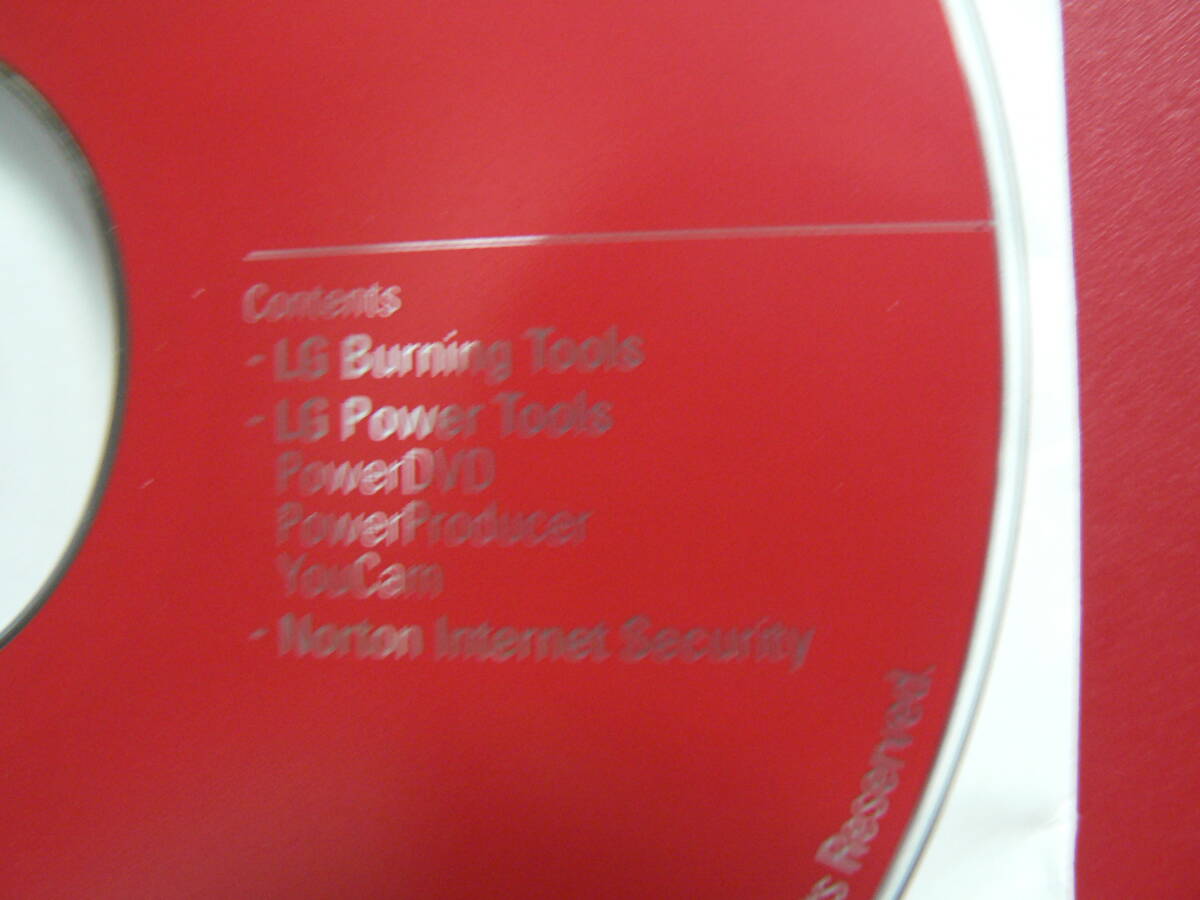 Contents
- LG Burning Tools
- LG Power Tools
PowerDVD
PowerProducer
YouCam
- Norton Internet Security
Reserved.